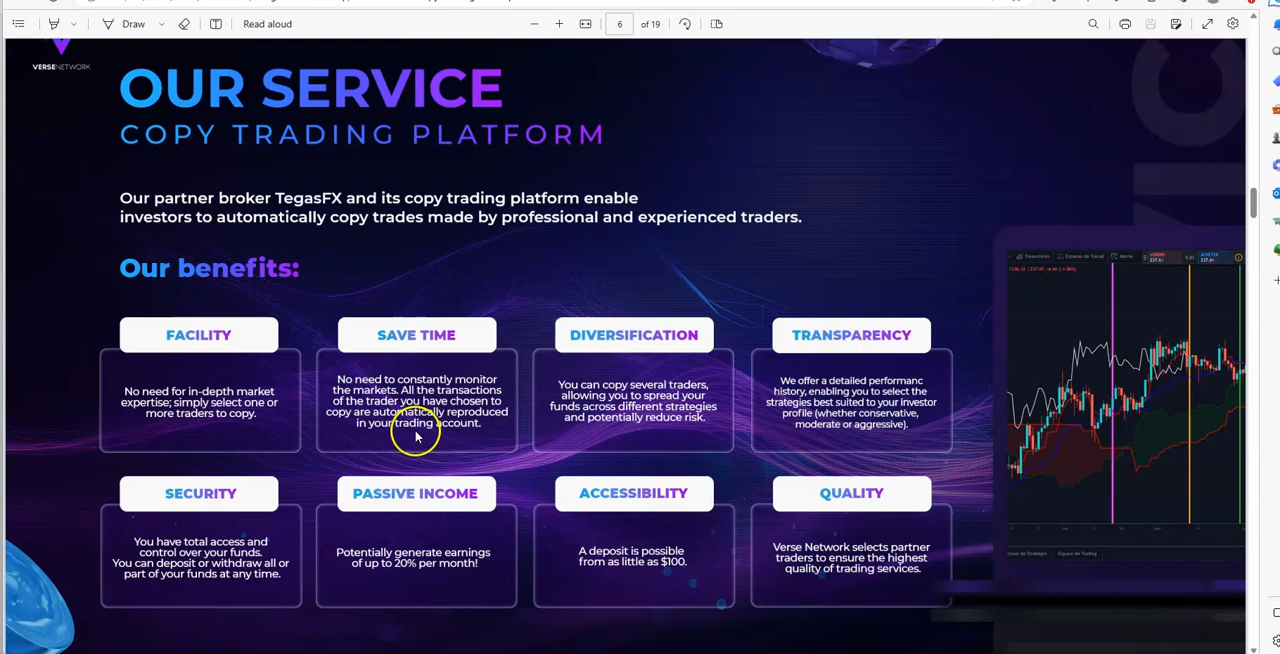 Draw
Read aloud
6
of 19
VERSENETWORK
OUR SERVICE
COPY TRADING PLATFORM
Our partner broker TegasFX and its copy trading platform enable
investors to automatically copy trades made by professional and experienced traders.
Our benefits:
FACILITY
No need for in-depth market
expertise; simply select one or
more traders to copy.
SAVE TIME
No need to constantly monitor
the markets. All the transactions
of the trader you have chosen to
copy are automatically reproduced
in your trading account.
DIVERSIFICATION
You can copy several traders,
allowing you to spread your
funds across different strategies
and potentially reduce risk.
TRANSPARENCY
We offer a detailed performanc
history, enabling you to select the
strategies best suited to your investor
profile (whether conservative,
moderate or aggressive).
SECURITY
You have total access and
control over your funds.
You can deposit or withdraw all or
part of your funds at any time.
PASSIVE INCOME
Potentially generate earnings
of up to 20% per month!
ACCESSIBILITY
A deposit is possible
from as little as $100.
QUALITY
Verse Network selects partner
traders to ensure the highest
quality of trading services.
Financières
Espaces de Travail
Alerte
Espace de Trading